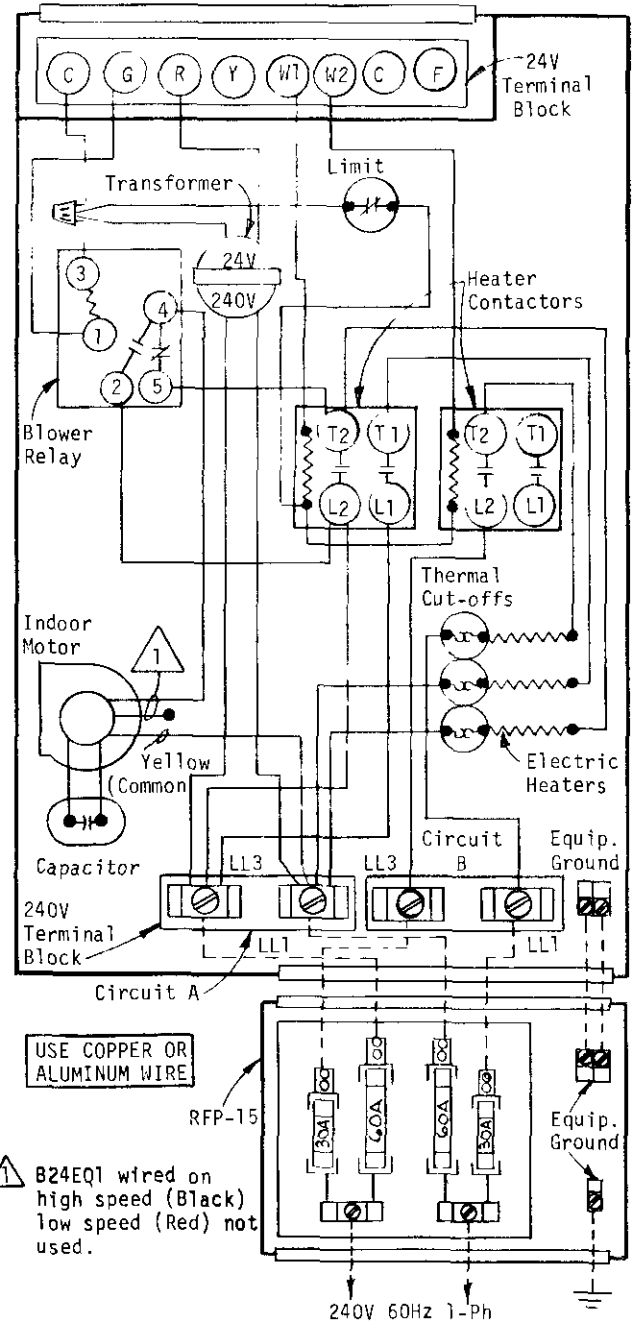 C G R Y W1 W2 C F
24V
Terminal
Block
Limit
Transformer
24V
240V
3
4
1
2
5
Heater
Contactors
Blower
Relay
T2 T1
L2 L1
T2 T1
L2 L1
Thermal
Cut-offs
Indoor
Motor
1
Yellow
(Common
Electric
Heaters
Capacitor
LL3
LL3
Circuit
B
Equip.
Ground
240V
Terminal
Block
LL1
LL1
Circuit A
USE COPPER OR
ALUMINUM WIRE
RFP-15
30A
60A
60A
30A
Equip.
Ground
1
B24EQ1 wired on
high speed (Black)
low speed (Red) not
used.
240V 60Hz 1-Ph